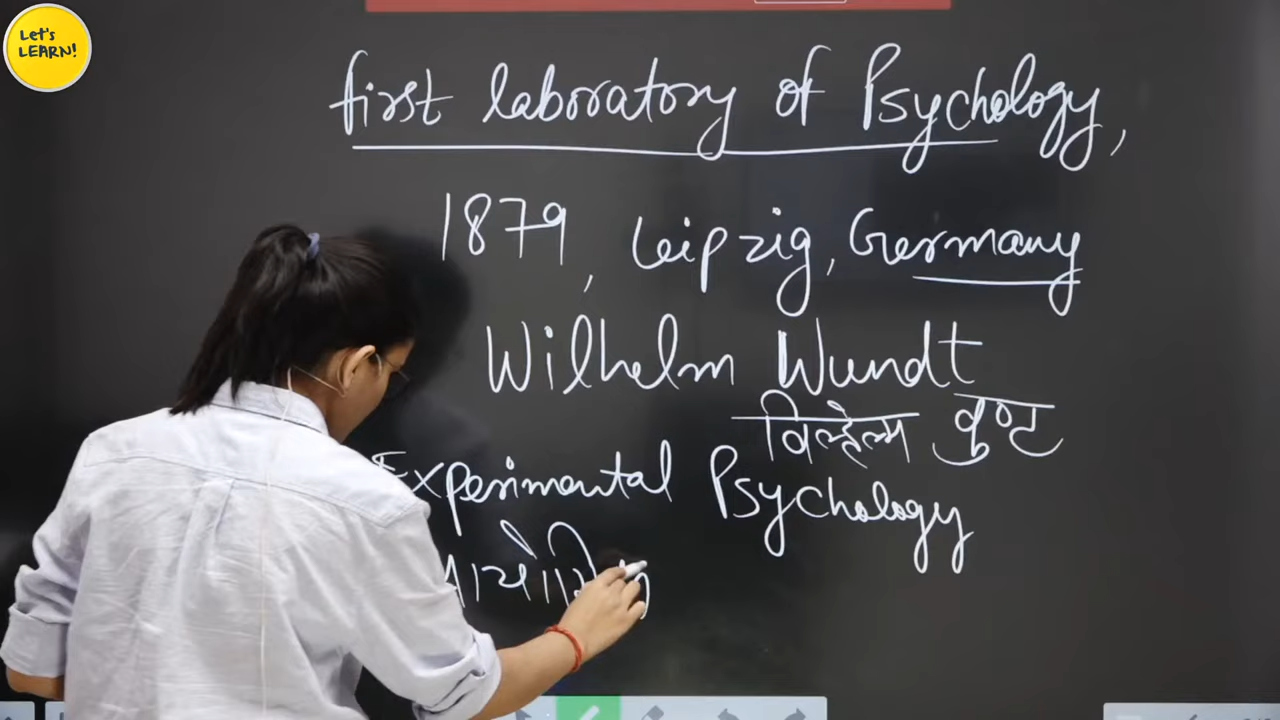 Let's
LEARN!
first laboratory of Psychology,
1879, Leipzig, Germany
Wilhelm Wundt
विल्हेल्म वुण्ट
Experimental Psychology